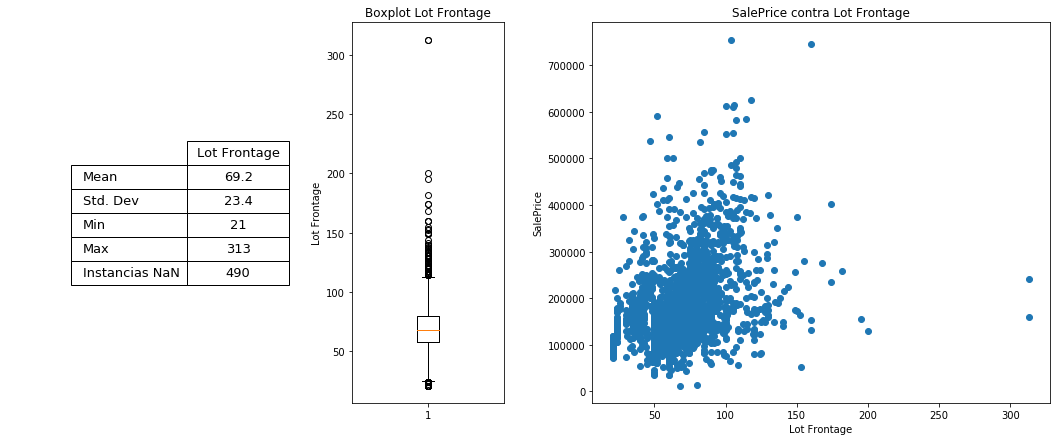 Lot Frontage
Mean 69.2
Std. Dev 23.4
Min 21
Max 313
Instancias NaN 490
Boxplot Lot Frontage
Lot Frontage
300
250
200
150
100
50
1
SalePrice contra Lot Frontage
SalePrice
700000
600000
500000
400000
300000
200000
100000
0
50 100 150 200 250 300
Lot Frontage